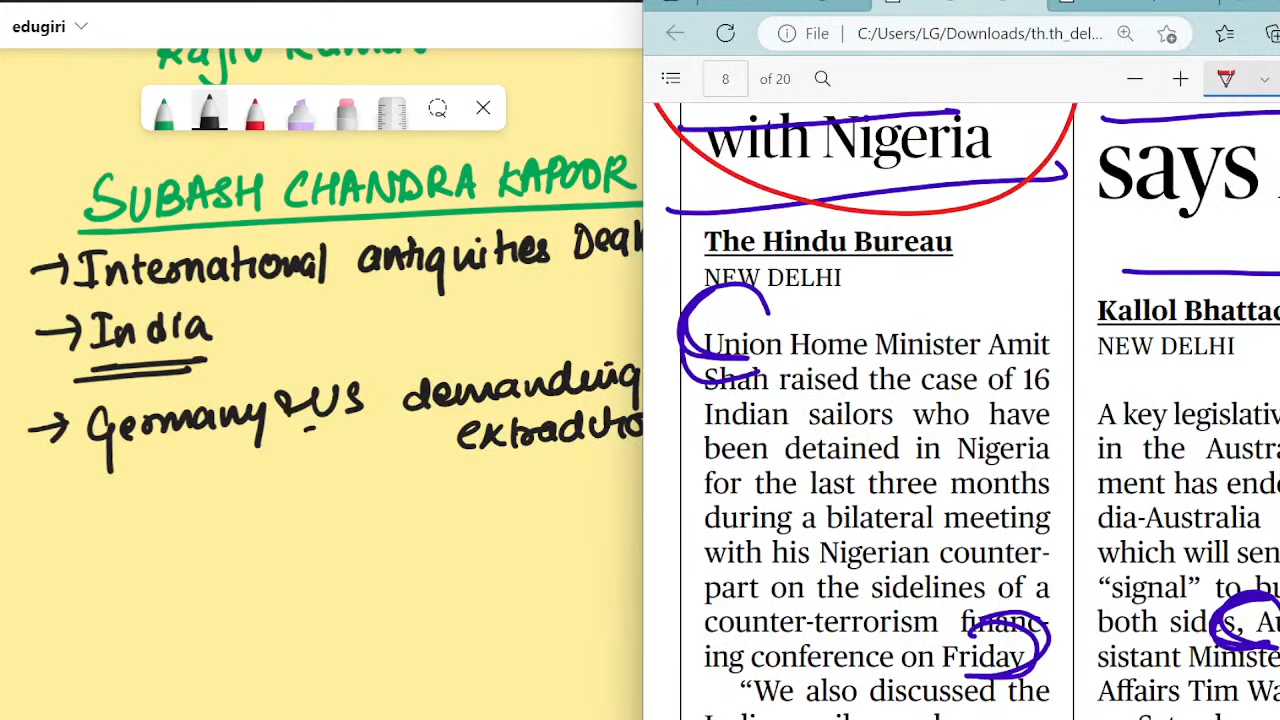 edugiri
Rajiv Kumar
SUBASH CHANDRA KAPOOR
→ International antiquities Deal
→ India
→ Germany & US demanding
extraditio
File C:/Users/LG/Downloads/th.th_del...
8 of 20
with Nigeria
The Hindu Bureau
NEW DELHI
Union Home Minister Amit
Shah raised the case of 16
Indian sailors who have
been detained in Nigeria
for the last three months
during a bilateral meeting
with his Nigerian counter-
part on the sidelines of a
counter-terrorism financ-
ing conference on Friday.
“We also discussed the
says
Kallol Bhattac
NEW DELHI
A key legislativ
in the Austra
ment has endo
dia-Australia
which will sen
“signal” to bu
both sides, Au
sistant Ministe
Affairs Tim Wa